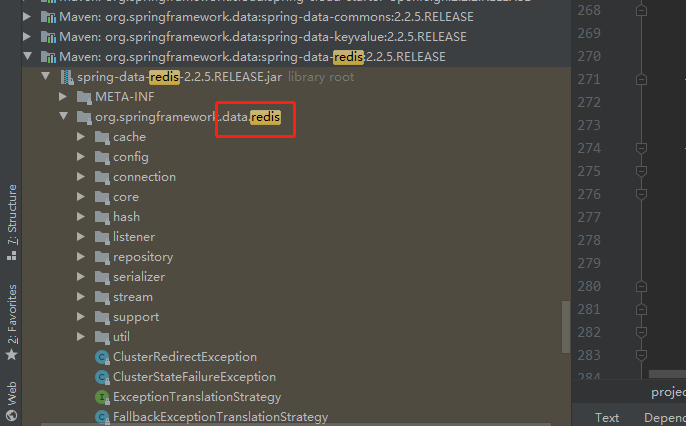 Maven: org.springframework.data:spring-data-commons:2.2.5.RELEASE
Maven: org.springframework.data:spring-data-keyvalue:2.2.5.RELEASE
Maven: org.springframework.data:spring-data-redis:2.2.5.RELEASE
spring-data-redis-2.2.5.RELEASE.jar library root
META-INF
org.springframework.data.redis
cache
config
connection
core
hash
listener
repository
serializer
stream
support
util
ClusterRedirectException
ClusterStateFailureException
ExceptionTranslationStrategy
FallbackExceptionTranslationStrategy
7: Structure
2: Favorites
Web
268
269
270
271
272
273
274
275
276
277
278
279
280
281
282
283
284
projec
Text
Depend